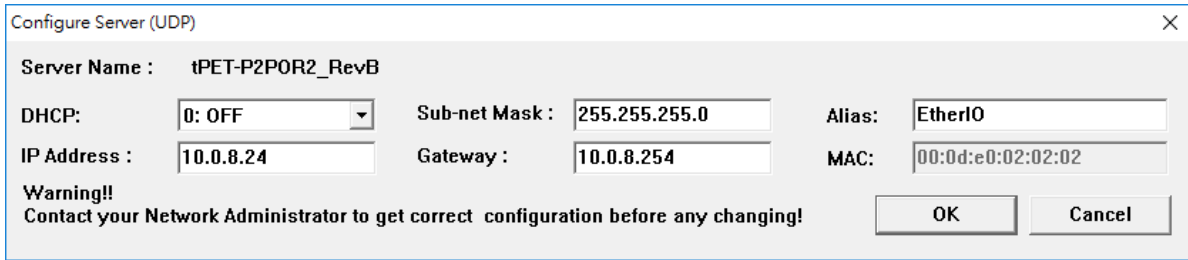 Configure Server (UDP)
Server Name : tPET-P2POR2_RevB
DHCP: 0: OFF Sub-net Mask : 255.255.255.0 Alias: EtherIO
IP Address : 10.0.8.24 Gateway : 10.0.8.254 MAC: 00:0d:e0:02:02:02
Warning!!
Contact your Network Administrator to get correct configuration before any changing!
OK Cancel